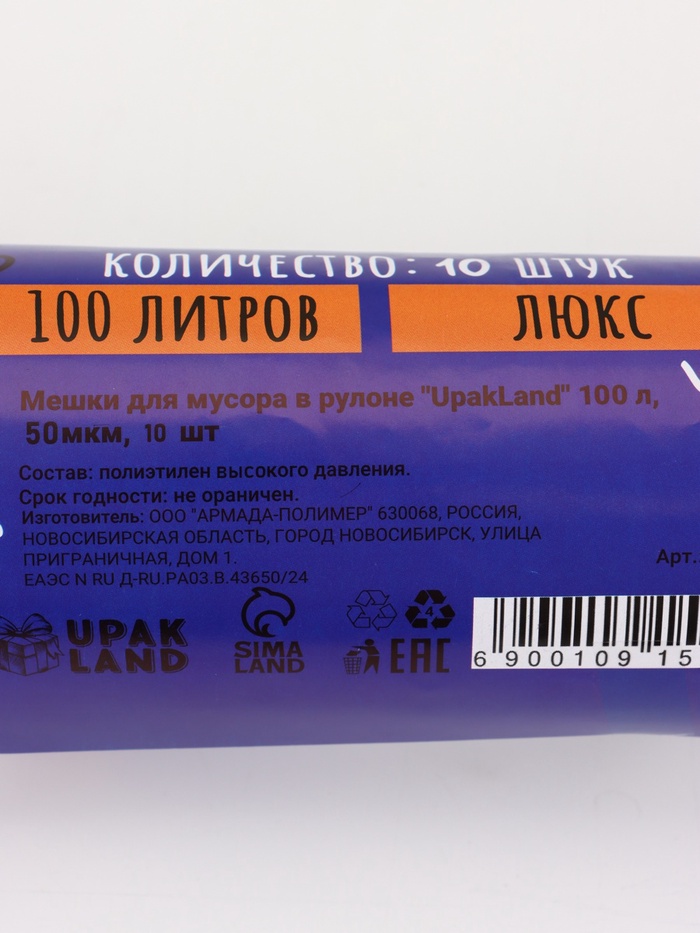 КОЛИЧЕСТВО: 10 ШТУК
100 ЛИТРОВ ЛЮКС
Мешки для мусора в рулоне "UpakLand" 100 л,
50мкм, 10 шт
Состав: полиэтилен высокого давления.
Срок годности: не ораничен.
Изготовитель: ООО "АРМАДА-ПОЛИМЕР" 630068, РОССИЯ,
НОВОСИБИРСКАЯ ОБЛАСТЬ, ГОРОД НОВОСИБИРСК, УЛИЦА
ПРИГРАНИЧНАЯ, ДОМ 1.
Арт.
ЕАЭС N RU Д-RU.РА03.В.43650/24
UPAK
LAND
SIMA
LAND
4
EAC
6 900109 15